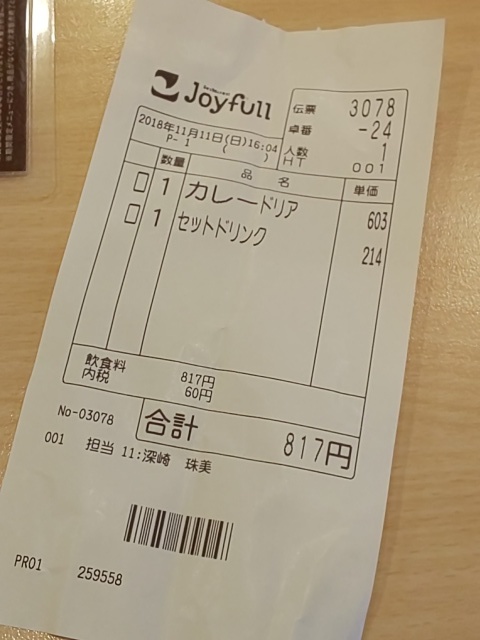 Joyfull
伝票 3078
卓番 -24
人数 1
HT 001
2018年11月11日(日)16:04
P- 1 ( )
数量 品名 単価
1 カレードリア 603
1 セットドリンク 214
飲食料 817円
内税 60円
合計 817円
No-03078
001 担当 11:深崎 珠美
PR01 259558